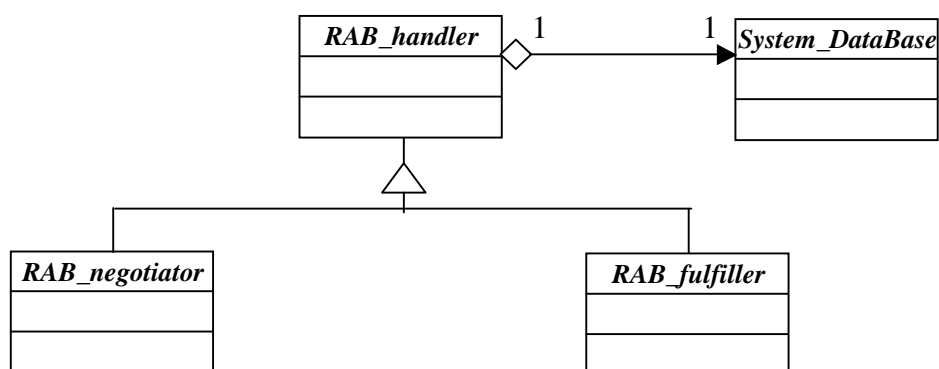 RAB_handler
1
1
System_DataBase
RAB_negotiator
RAB_fulfiller